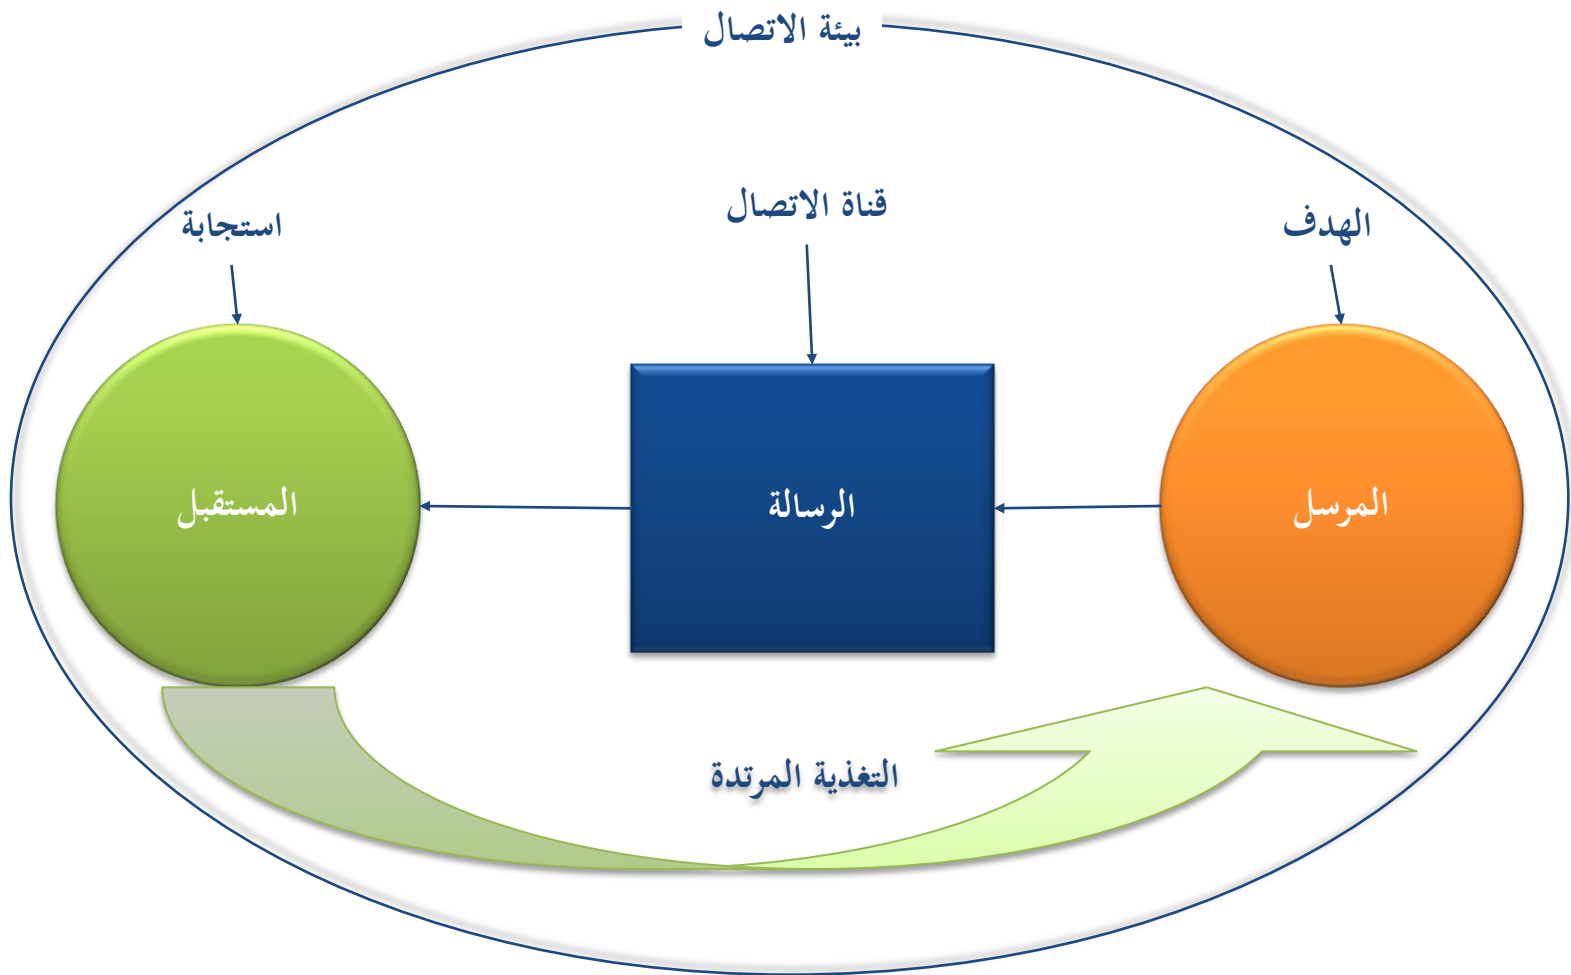 بيئة الاتصال
الهدف
قناة الاتصال
استجابة
المرسل
الرسالة
المستقبل
التغذية المرتدة